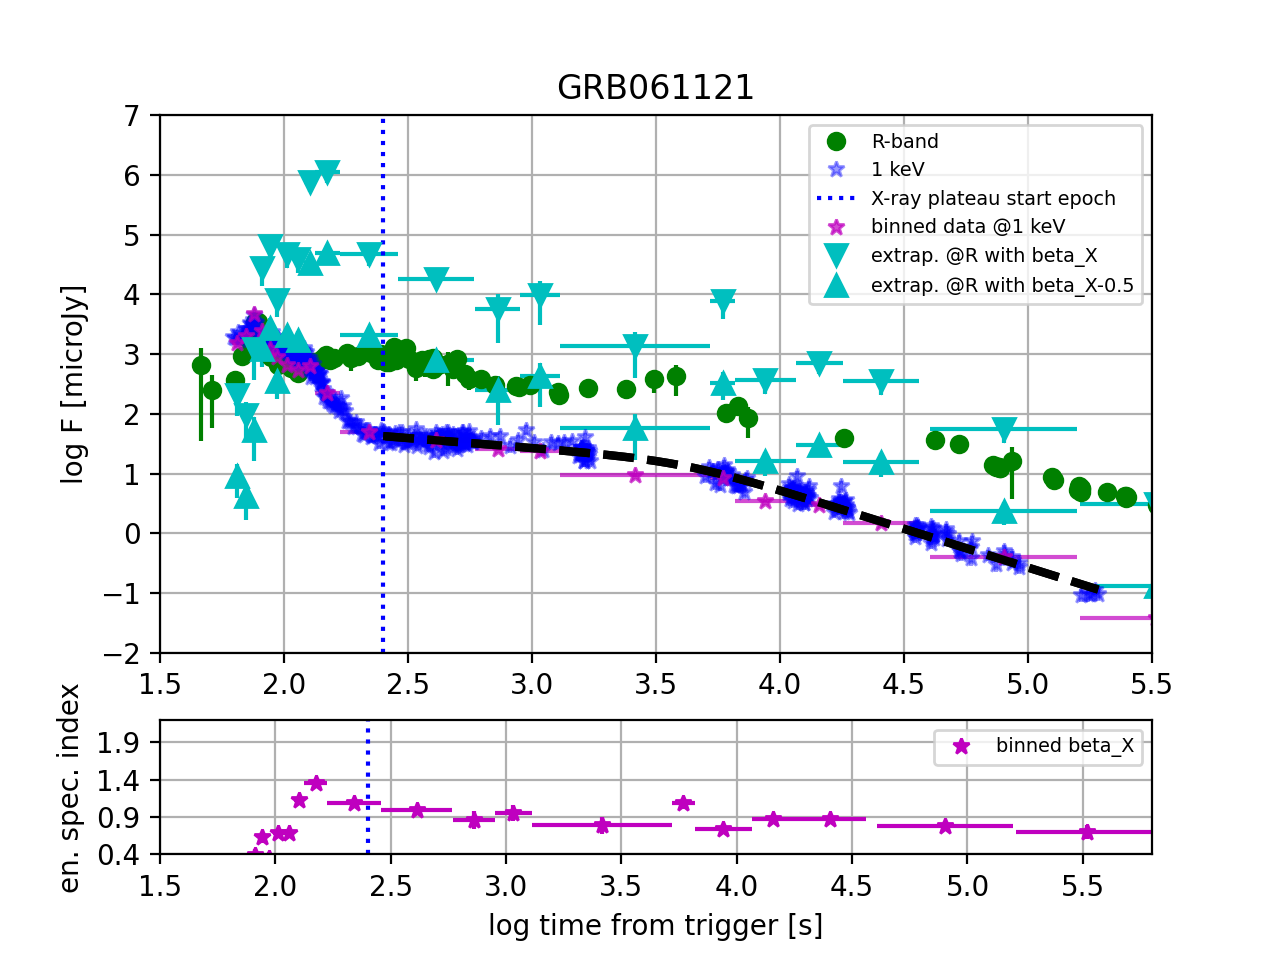 GRB061121
7
6
5
4
3
2
1
0
−1
−2
log F [microJy]
R-band
1 keV
X-ray plateau start epoch
binned data @1 keV
extrap. @R with beta_X
extrap. @R with beta_X-0.5
1.5 2.0 2.5 3.0 3.5 4.0 4.5 5.0 5.5
en. spec. index
1.9
1.4
0.9
0.4
binned beta_X
1.5 2.0 2.5 3.0 3.5 4.0 4.5 5.0 5.5
log time from trigger [s]